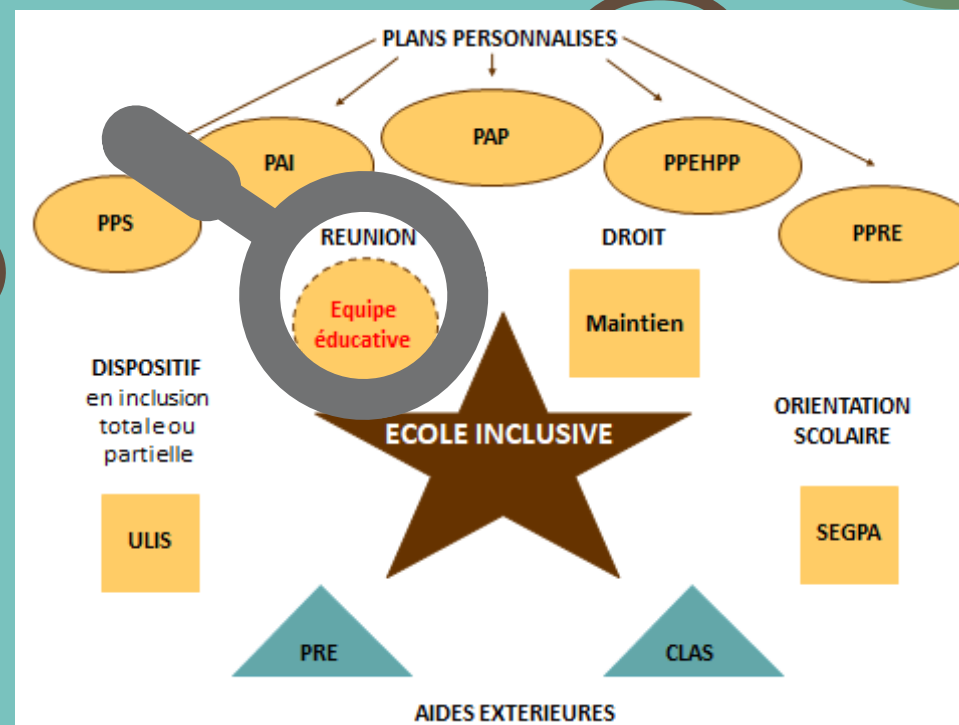 PLANS PERSONNALISES
PAP
PAI
PPEHPP
PPS
PPRE
REUNION
DROIT
Equipe
éducative
Maintien
DISPOSITIF
en inclusion
totale ou
partielle
ORIENTATION
SCOLAIRE
ECOLE INCLUSIVE
ULIS
SEGPA
PRE
CLAS
AIDES EXTERIEURES